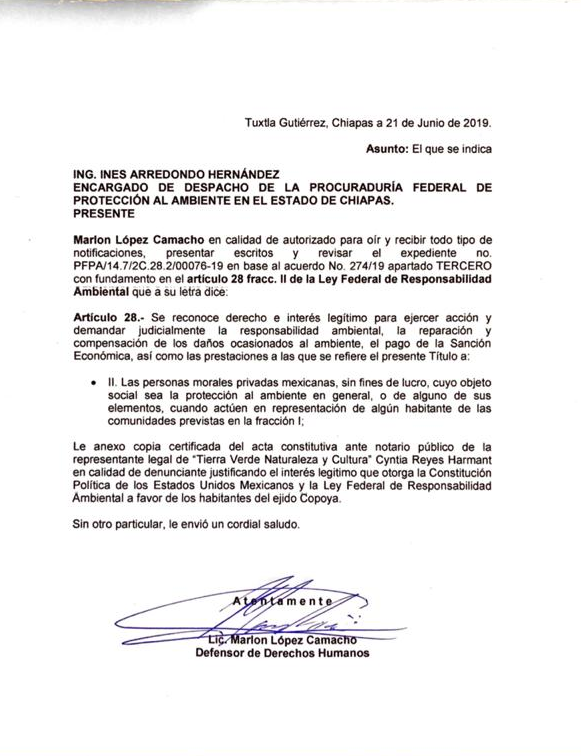 Tuxtla Gutiérrez, Chiapas a 21 de Junio de 2019.
Asunto: El que se indica
ING. INES ARREDONDO HERNÁNDEZ
ENCARGADO DE DESPACHO DE LA PROCURADURÍA FEDERAL DE
PROTECCIÓN AL AMBIENTE EN EL ESTADO DE CHIAPAS.
PRESENTE
Marlon López Camacho en calidad de autorizado para oír y recibir todo tipo de
notificaciones, presentar escritos y revisar el expediente no.
PFPA/14.7/2C.28.2/00076-19 en base al acuerdo No. 274/19 apartado TERCERO
con fundamento en el artículo 28 fracc. II de la Ley Federal de Responsabilidad
Ambiental que a su letra dice:
Artículo 28.- Se reconoce derecho e interés legítimo para ejercer acción y
demandar judicialmente la responsabilidad ambiental, la reparación y
compensación de los daños ocasionados al ambiente, el pago de la Sanción
Económica, así como las prestaciones a las que se refiere el presente Título a:
• II. Las personas morales privadas mexicanas, sin fines de lucro, cuyo objeto
social sea la protección al ambiente en general, o de alguno de sus
elementos, cuando actúen en representación de algún habitante de las
comunidades previstas en la fracción I;
Le anexo copia certificada del acta constitutiva ante notario público de la
representante legal de "Tierra Verde Naturaleza y Cultura" Cyntia Reyes Harmant
en calidad de denunciante justificando el interés legitimo que otorga la Constitución
Política de los Estados Unidos Mexicanos y la Ley Federal de Responsabilidad
Ambiental a favor de los habitantes del ejido Copoya.
Sin otro particular, le envió un cordial saludo.
Atentamente
Lic. Marlon López Camacho
Defensor de Derechos Humanos